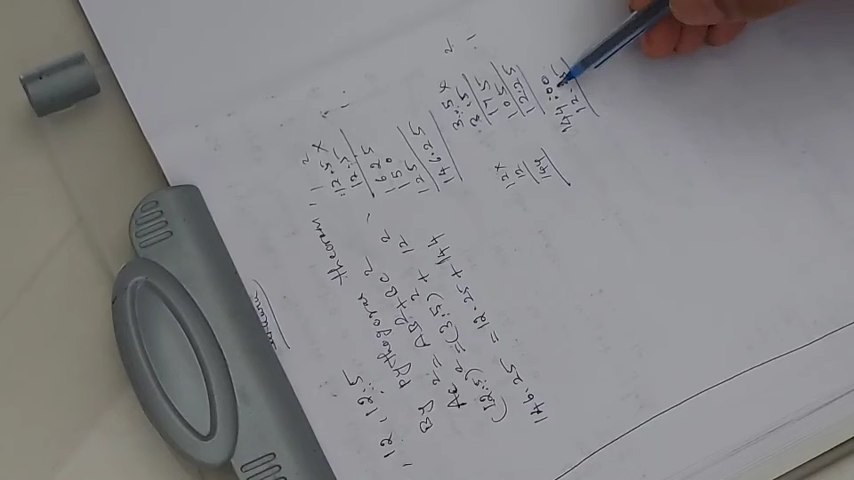 , 12, 12.5
By Pythagoras theorem,
AC² = AB² + BC²
(12.5)² = (3.5)² + 12²
146.25 = 12.25 + 144
12.5 x
12.5
625
125
146.25
3.5 x
3.5
175
105
12.25
12 x
12
144
144.00
12.25